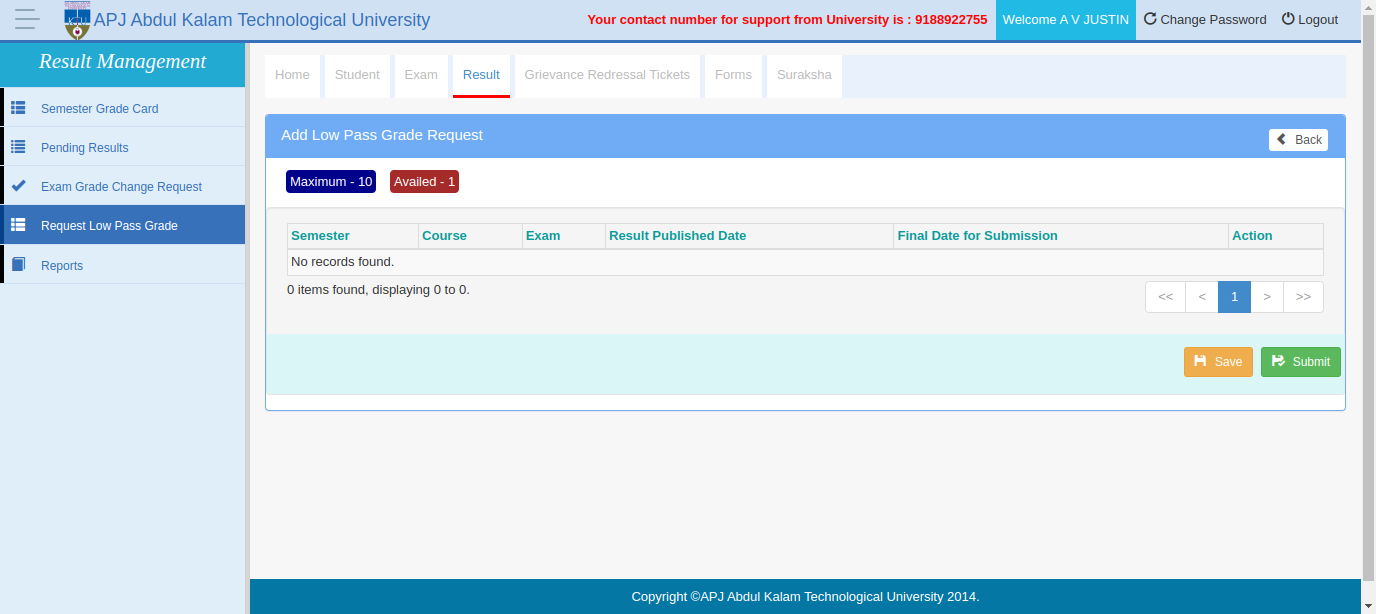 APJ Abdul Kalam Technological University
Your contact number for support from University is : 9188922755
Welcome A V JUSTIN
Change Password
Logout
Result Management
Semester Grade Card
Pending Results
Exam Grade Change Request
Request Low Pass Grade
Reports
Home Student Exam Result Grievance Redressal Tickets Forms Suraksha
Add Low Pass Grade Request
Back
Maximum - 10 Availed - 1
Semester Course Exam Result Published Date Final Date for Submission Action
No records found.
0 items found, displaying 0 to 0.
<< < 1 > >>
Save Submit
Copyright ©APJ Abdul Kalam Technological University 2014.